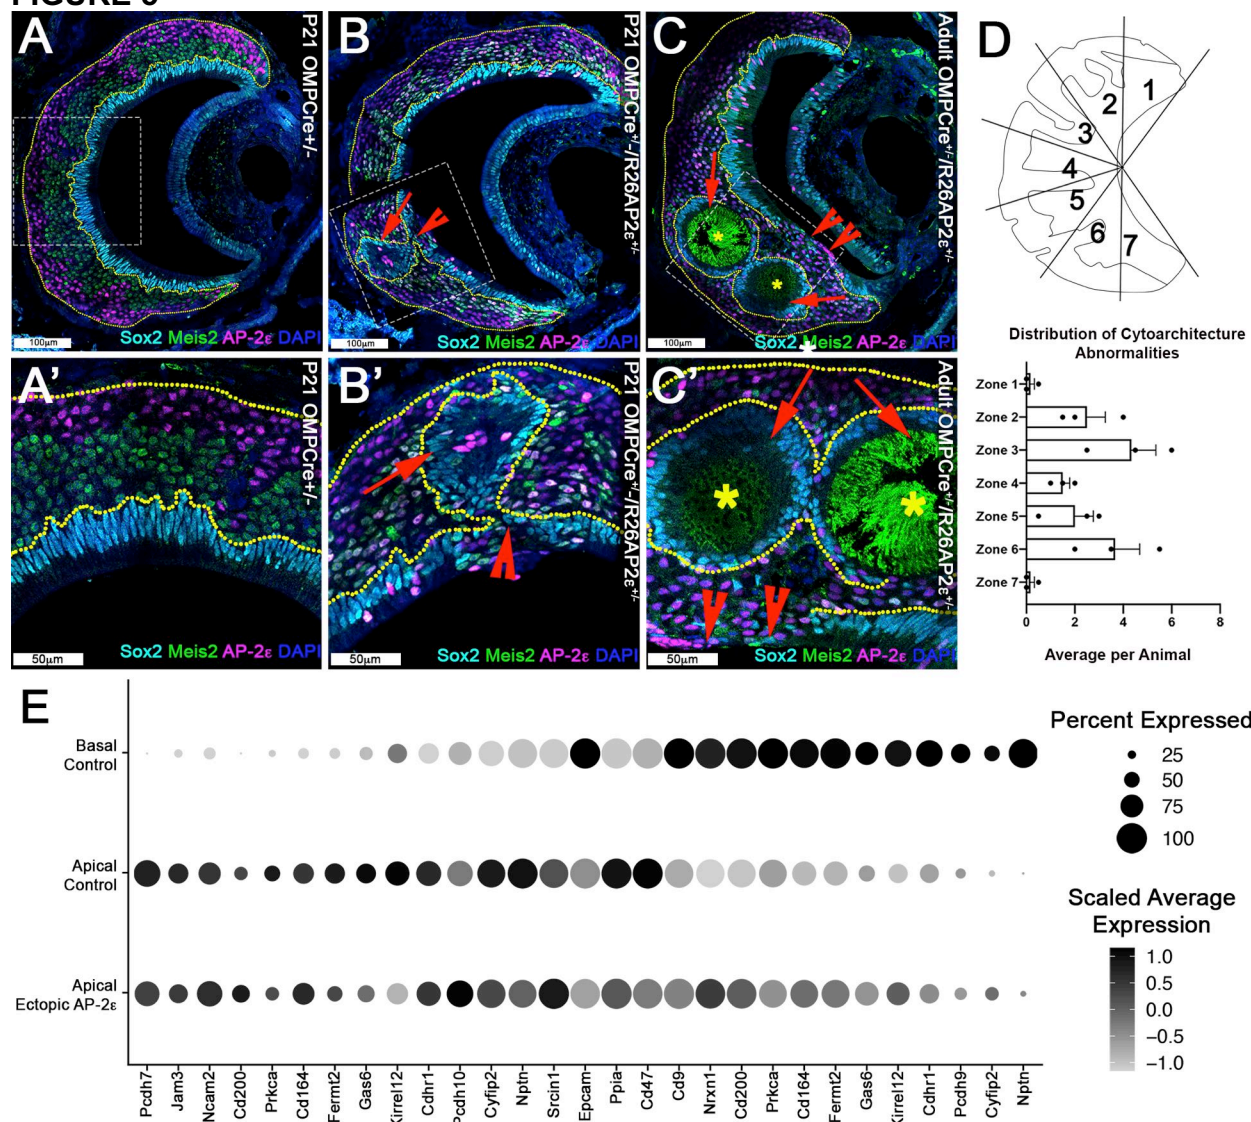 FIGURE 6
A
P21 OMPCre+/-
Sox2 Meis2 AP-2ε DAPI
100μm
B
P21 OMPCre+/-/R26AP2ε+/-
Sox2 Meis2 AP-2ε DAPI
100μm
C
Adult OMPCre+/-/R26AP2ε+/-
*
*
Sox2 Meis2 AP-2ε DAPI
100μm
D
1
2
3
4
5
6
7
A'
P21 OMPCre+/-
Sox2 Meis2 AP-2ε DAPI
50μm
B'
P21 OMPCre+/-/R26AP2ε+/-
Sox2 Meis2 AP-2ε DAPI
50μm
*
C'
Adult OMPCre+/-/R26AP2ε+/-
*
*
Sox2 Meis2 AP-2ε DAPI
50μm
Distribution of Cytoarchitecture
Abnormalities
Zone 1
Zone 2
Zone 3
Zone 4
Zone 5
Zone 6
Zone 7
0 2 4 6 8
Average per Animal
E
Basal
Control
Apical
Control
Apical
Ectopic AP-2ε
Pcdh7
Jam3
Ncam2
Cd200
Prkca
Cd164
Fermt2
Gas6
Kirrel12
Cdhr1
Pcdh10
Cyfip2
Nptn
Srcin1
Epcam
Ppia
Cd47
Cd9
Nrxn1
Cd200
Prkca
Cd164
Fermt2
Gas6
Kirrel12
Cdhr1
Pcdh9
Cyfip2
Nptn
Percent Expressed
25
50
75
100
Scaled Average
Expression
1.0
0.5
0.0
−0.5
−1.0